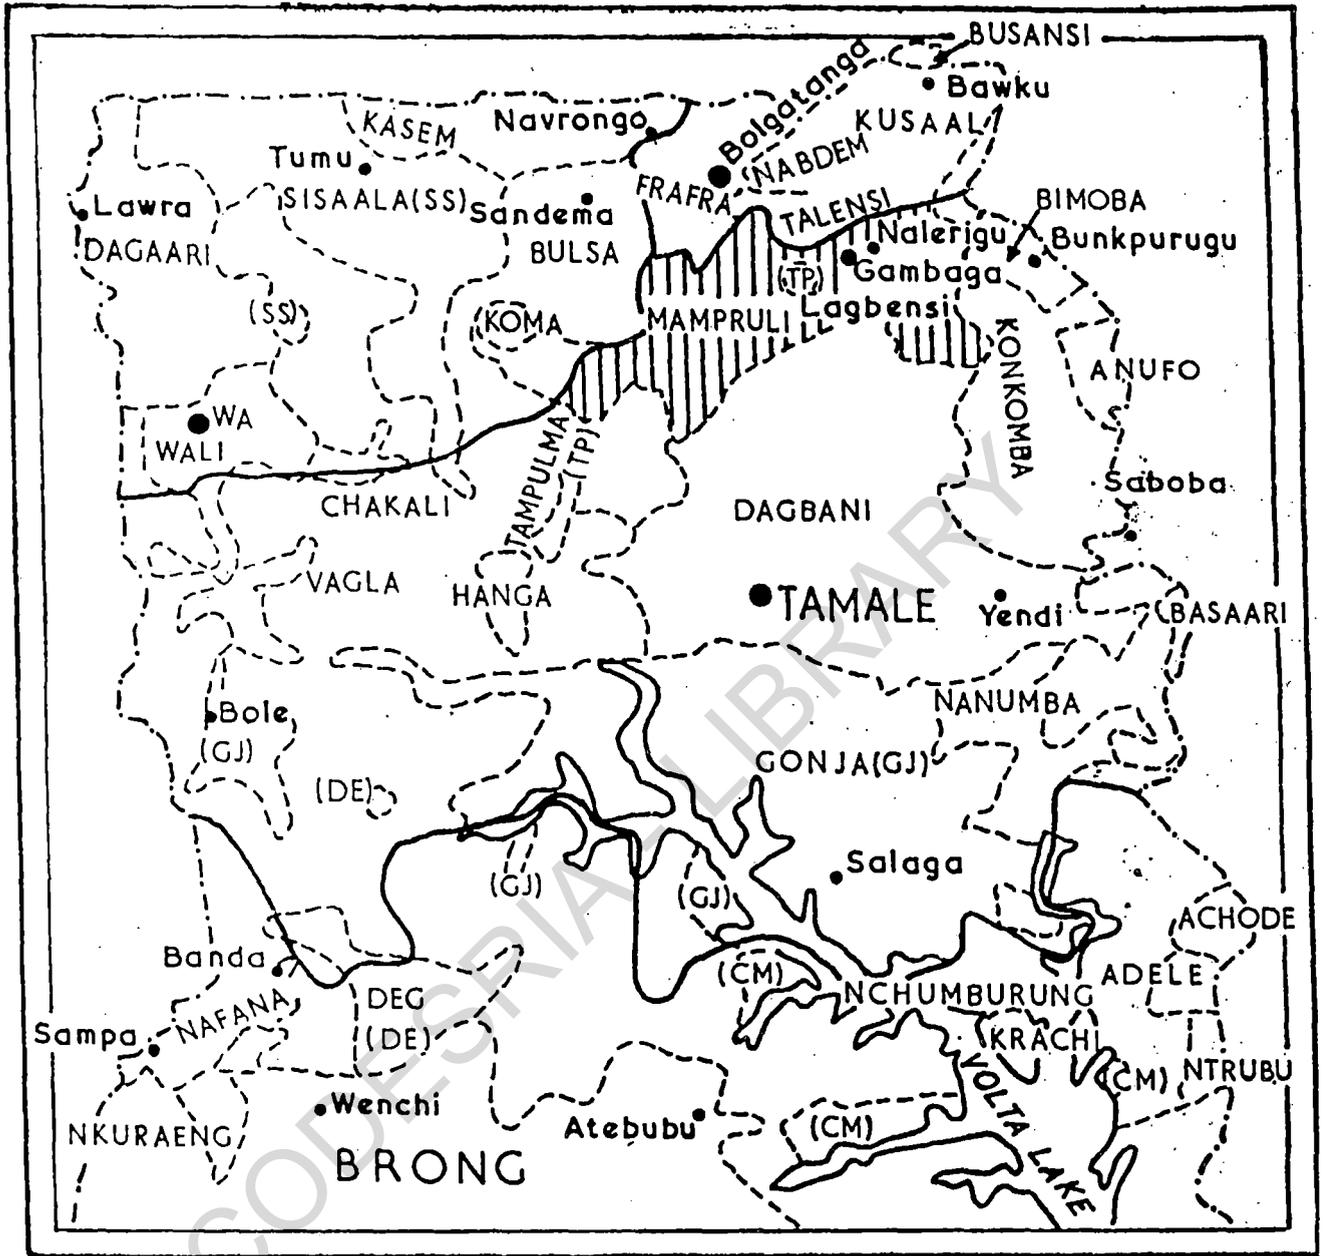 BUSANSI
Bawku
Bolgatanga
KASEM
Navrongo
KUSAAL
NABDEM
Tumu
FRAFRA
SISAALA(SS)
Sandema
TALENSI
BIMOBA
Lawra
Nalerigu
Bunkpurugu
DAGAARI
BULSA
(TP)
Gambaga
(SS)
KOMA
MAMPRULI
Lagbensi
KONKOMBA
ANUFO
WA
WALI
TAMPULMA
(TP)
Saboba
CHAKALI
DAGBANI
VAGLA
HANGA
TAMALE
Yendi
BASAARI
NANUMBA
Bole
(GJ)
GONJA(GJ)
(DE)
Salaga
(GJ)
(GJ)
ACHODE
Banda
(CM)
ADELE
NAFANA
DEG
(DE)
NCHUMBURUNG
Sampa
KRACHI
(CM)
NTRUBU
Wenchi
Atebubu
(CM)
VOLTA LAKE
NKURAENG
BRONG
CODESRIA - LIBRARY